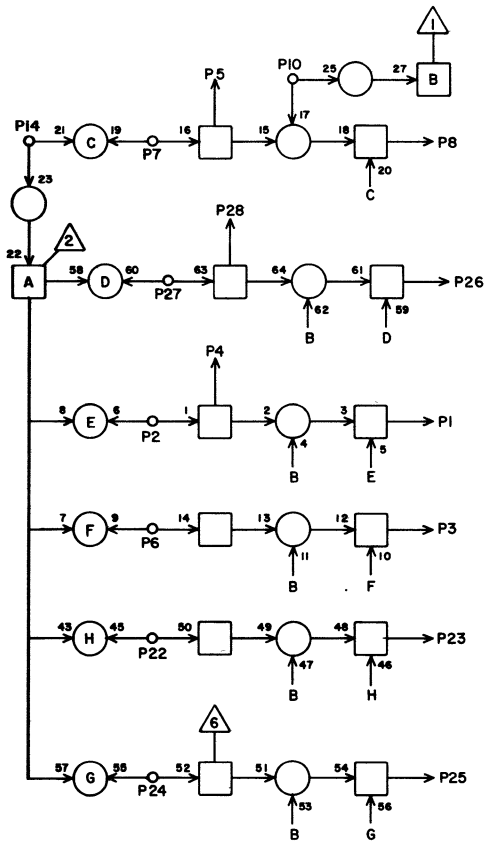 1
P5 P10 25 27 B
P14 21 C 19 P7 16 15 17 18 P8
20
C
23
22 2 P28
A 58 D 60 P27 63 64 61 P26
62 59
B D
P4
8 E 6 P2 1 2 3 P1
4 5
B E
7 F 9 P6 14 13 12 P3
11 10
B F
43 H 45 P22 50 49 48 P23
47 46
B H
6
57 G P24 52 51 54 P25
53 56
B G